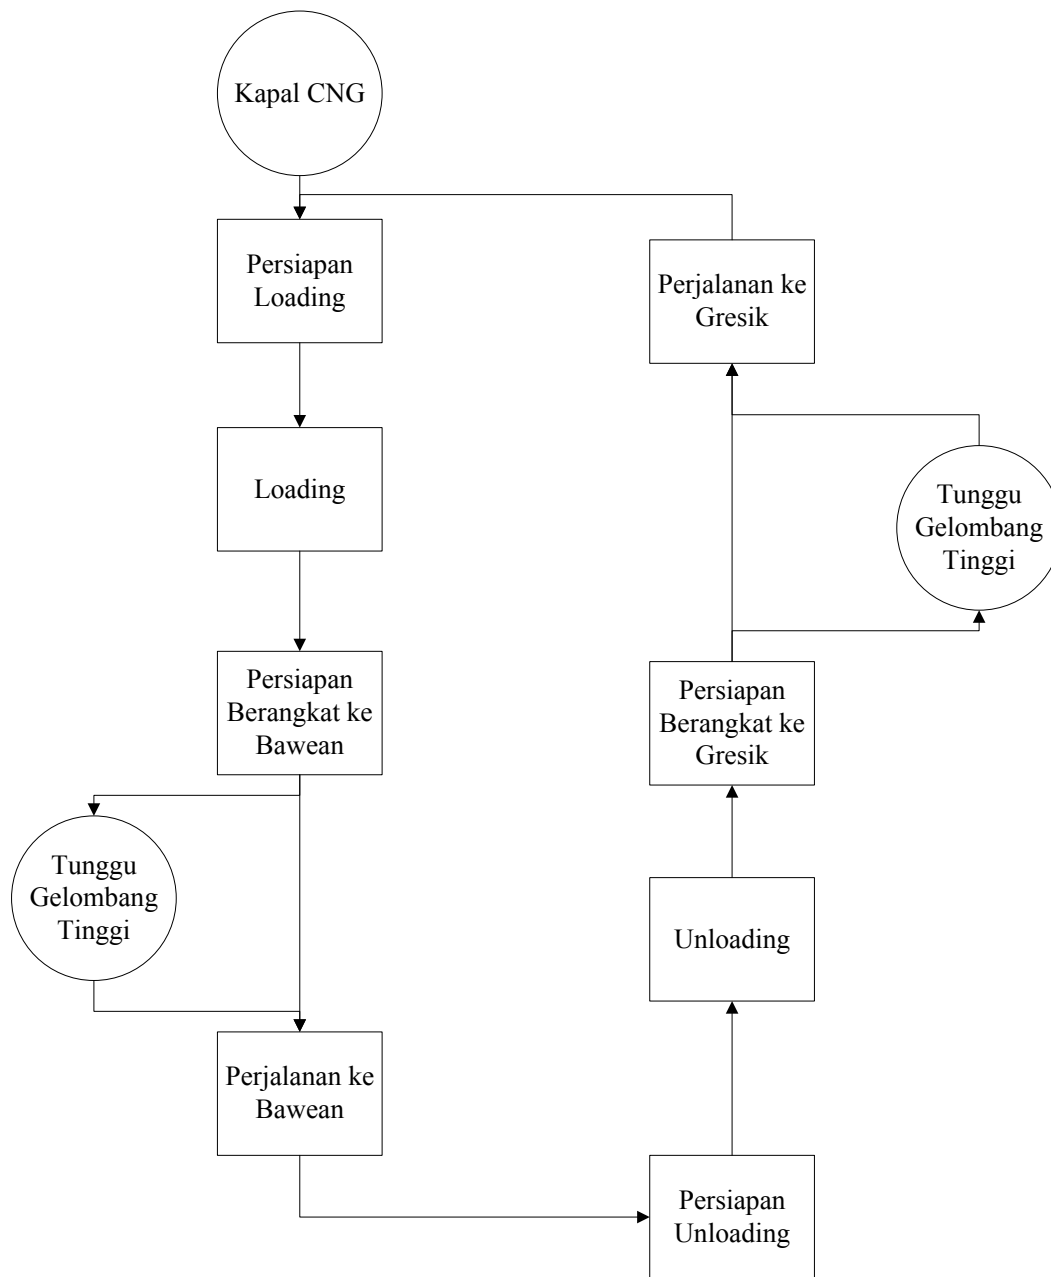 Kapal CNG
Persiapan
Loading
Loading
Persiapan
Berangkat ke
Bawean
Tunggu
Gelombang
Tinggi
Perjalanan ke
Bawean
Persiapan
Unloading
Unloading
Persiapan
Berangkat ke
Gresik
Tunggu
Gelombang
Tinggi
Perjalanan ke
Gresik